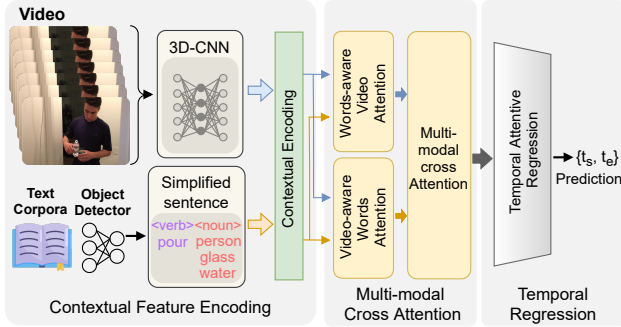 Video
3D-CNN
Text
Corpora
Object
Detector
Simplified
sentence
<verb> <noun>
pour person
glass
water
Contextual Feature Encoding
Contextual Encoding
Words-aware
Video
Attention
Video-aware
Words
Attention
Multi-
modal
cross
Attention
Multi-modal
Cross Attention
Temporal Attentive
Regression
{ts, te}
Prediction
Temporal
Regression